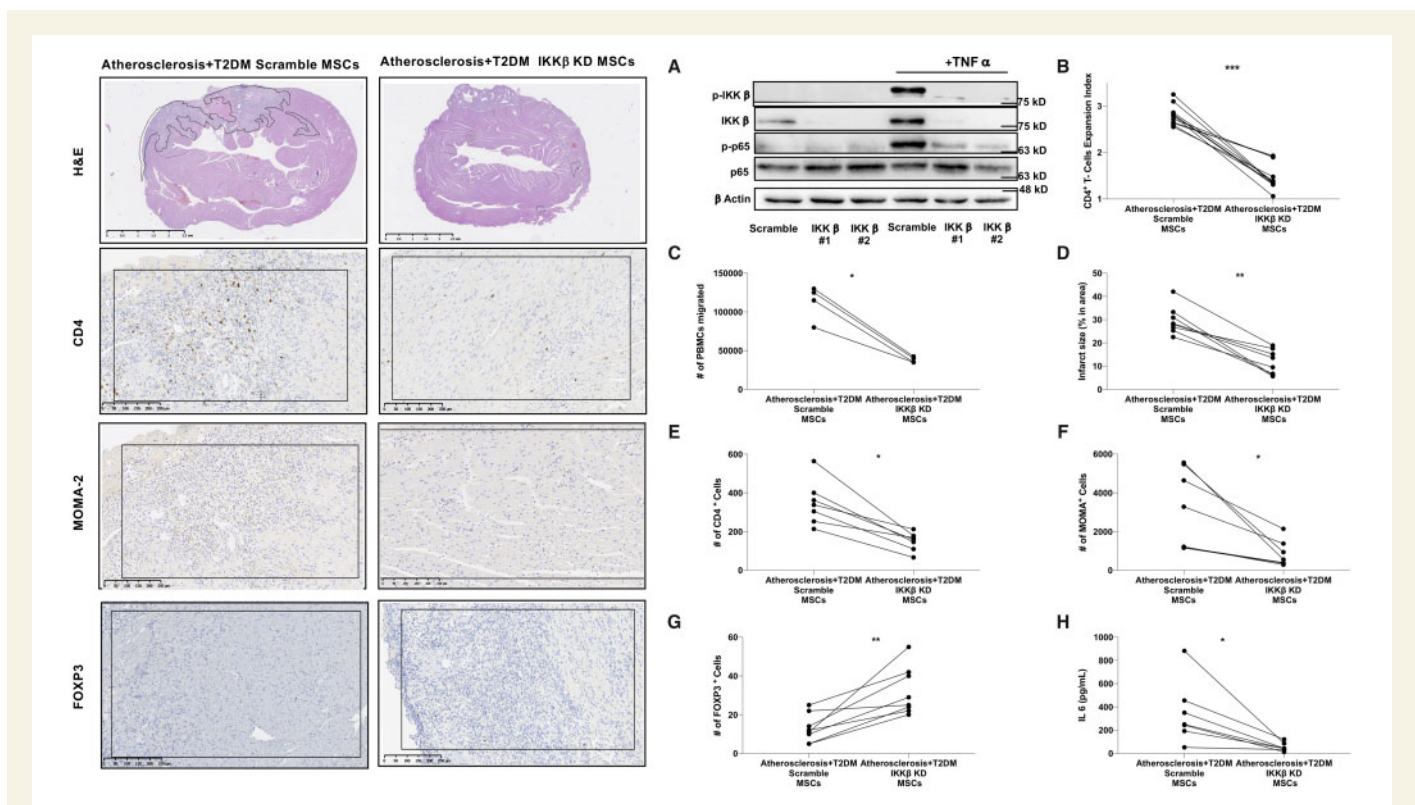 Atherosclerosis+T2DM Scramble MSCs
Atherosclerosis+T2DM IKKβ KD MSCs
H&E
CD4
MOMA-2
FOXP3
A
+TNF α
p-IKK β
75 kD
IKK β
75 kD
p-p65
63 kD
p65
63 kD
48 kD
β Actin
Scramble IKK β IKK β Scramble IKK β IKK β
#1 #2 #1 #2
B
***
CD4⁺ T- Cells Expansion Index
3
2
1
Atherosclerosis+T2DM Atherosclerosis+T2DM
Scramble IKKβ KD
MSCs MSCs
C
*
# of PBMCs migrated
150000
100000
50000
0
Atherosclerosis+T2DM Atherosclerosis+T2DM
Scramble IKKβ KD
MSCs MSCs
D
**
Infarct size (% in area)
50
40
30
20
10
0
Atherosclerosis+T2DM Atherosclerosis+T2DM
Scramble IKKβ KD
MSCs MSCs
E
*
# of CD4 ⁺ Cells
600
400
200
0
Atherosclerosis+T2DM Atherosclerosis+T2DM
Scramble IKKβ KD
MSCs MSCs
F
*
# of MOMA⁺ Cells
6000
4000
2000
0
Atherosclerosis+T2DM Atherosclerosis+T2DM
Scramble IKKβ KD
MSCs MSCs
G
**
# of FOXP3 ⁺ Cells
60
40
20
0
Atherosclerosis+T2DM Atherosclerosis+T2DM
Scramble IKKβ KD
MSCs MSCs
H
*
IL 6 (pg/mL)
1000
800
600
400
200
0
Atherosclerosis+T2DM Atherosclerosis+T2DM
Scramble IKKβ KD
MSCs MSCs